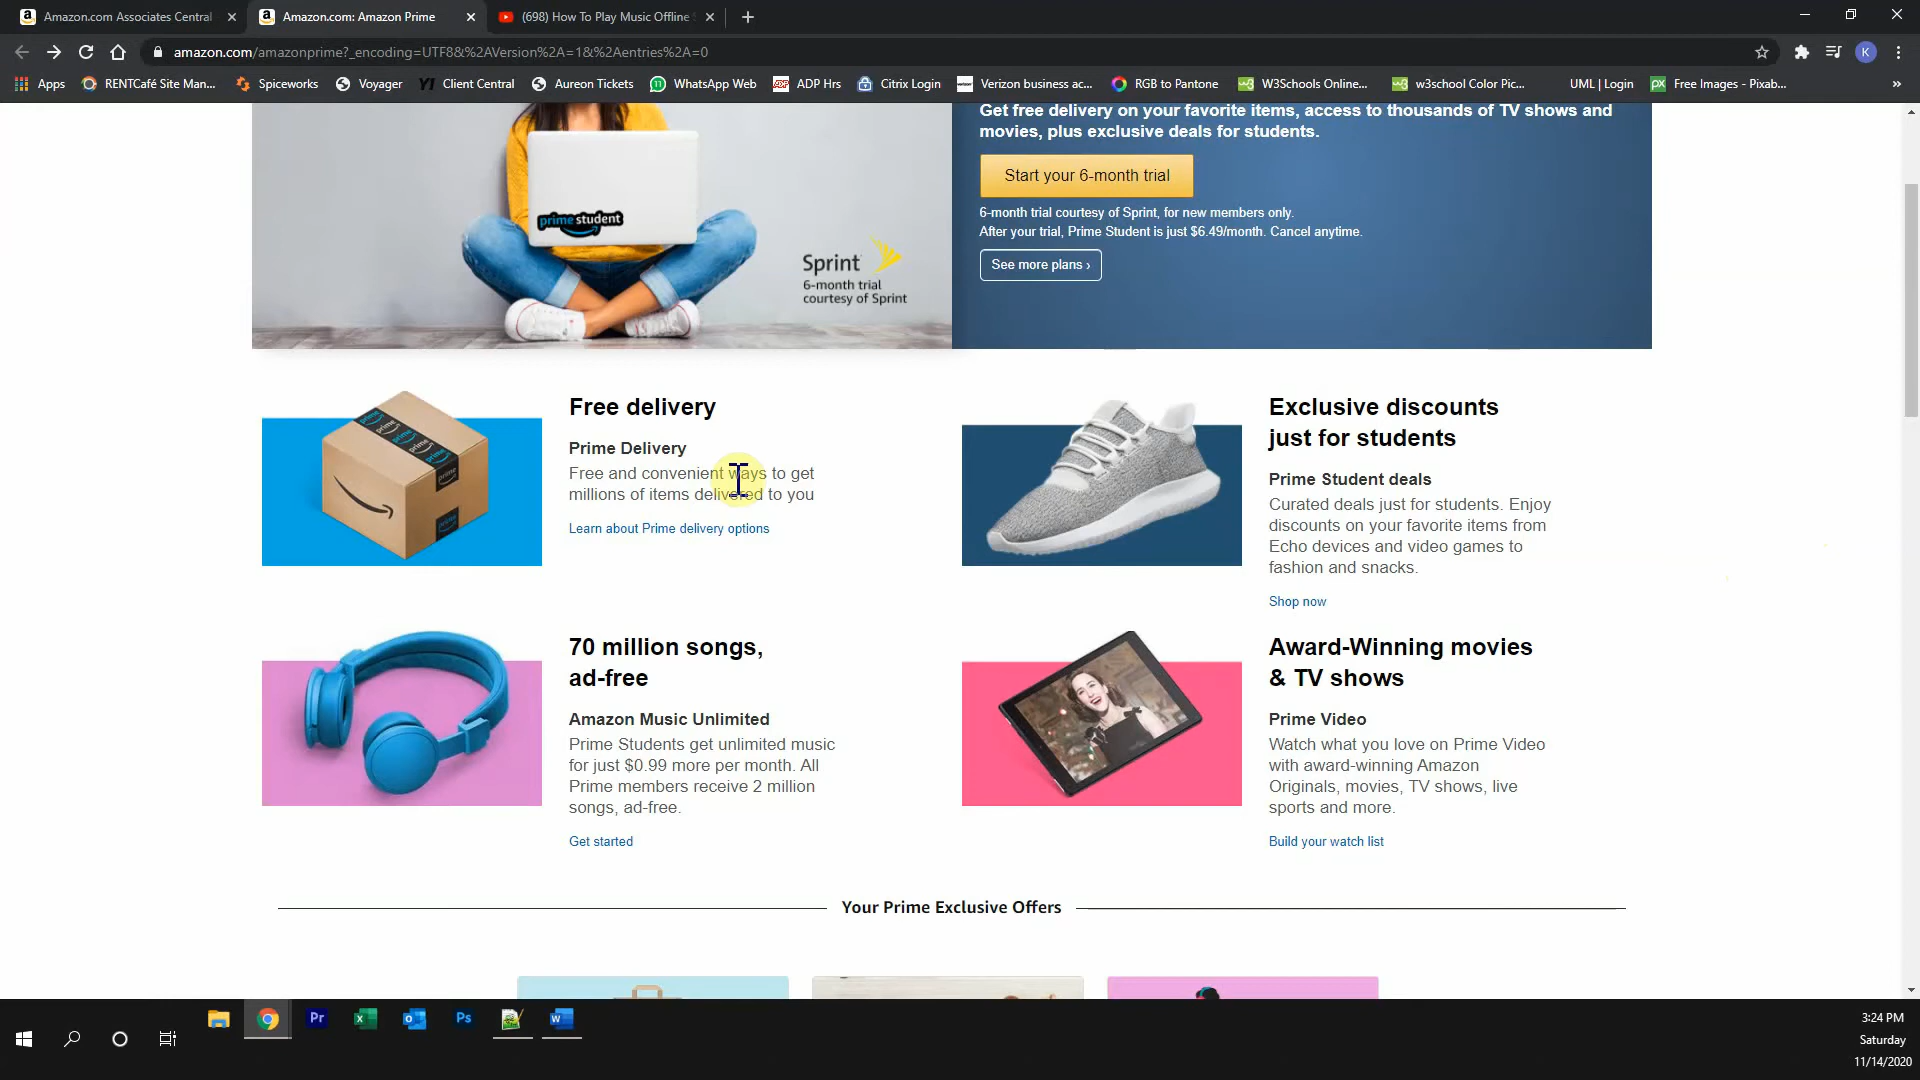 Amazon.com Associates Central
Amazon.com: Amazon Prime
(698) How To Play Music Offline
amazon.com/amazonprime?_encoding=UTF8&%2AVersion%2A=1&%2Aentries%2A=0
K
Apps
RENTCafé Site Man...
Spiceworks
Voyager
Client Central
Aureon Tickets
WhatsApp Web
ADP Hrs
Citrix Login
Verizon business ac...
RGB to Pantone
W3Schools Online...
w3school Color Pic...
UML | Login
Free Images - Pixab...
Get free delivery on your favorite items, access to thousands of TV shows and
movies, plus exclusive deals for students.
Start your 6-month trial
6-month trial courtesy of Sprint, for new members only.
After your trial, Prime Student is just $6.49/month. Cancel anytime.
See more plans ›
prime student
Sprint
6-month trial
courtesy of Sprint
Free delivery
Prime Delivery
Free and convenient ways to get
millions of items delivered to you
Learn about Prime delivery options
Exclusive discounts
just for students
Prime Student deals
Curated deals just for students. Enjoy
discounts on your favorite items from
Echo devices and video games to
fashion and snacks.
Shop now
70 million songs,
ad-free
Amazon Music Unlimited
Prime Students get unlimited music
for just $0.99 more per month. All
Prime members receive 2 million
songs, ad-free.
Get started
Award-Winning movies
& TV shows
Prime Video
Watch what you love on Prime Video
with award-winning Amazon
Originals, movies, TV shows, live
sports and more.
Build your watch list
Your Prime Exclusive Offers
3:24 PM
Saturday
11/14/2020